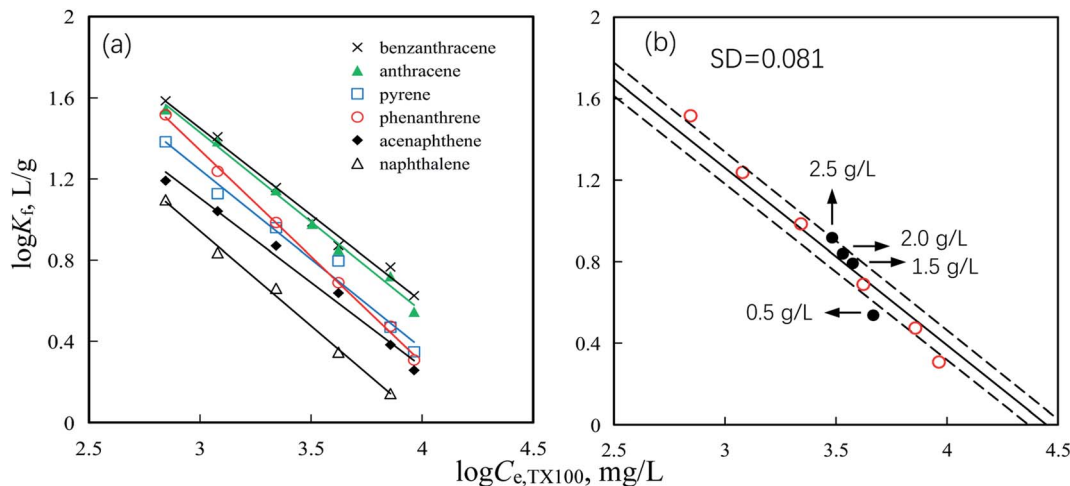 (a)
benzanthracene
anthracene
pyrene
phenanthrene
acenaphthene
naphthalene
logKf, L/g
2
1.6
1.2
0.8
0.4
0
2.5
3
3.5
4
4.5
(b)
SD=0.081
2.5 g/L
2.0 g/L
1.5 g/L
0.5 g/L
2
1.6
1.2
0.8
0.4
0
2.5
3
3.5
4
4.5
logCe,TX100, mg/L